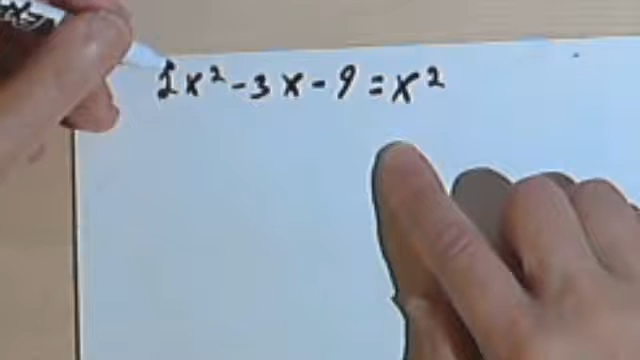 2x² - 3x - 9 = x²